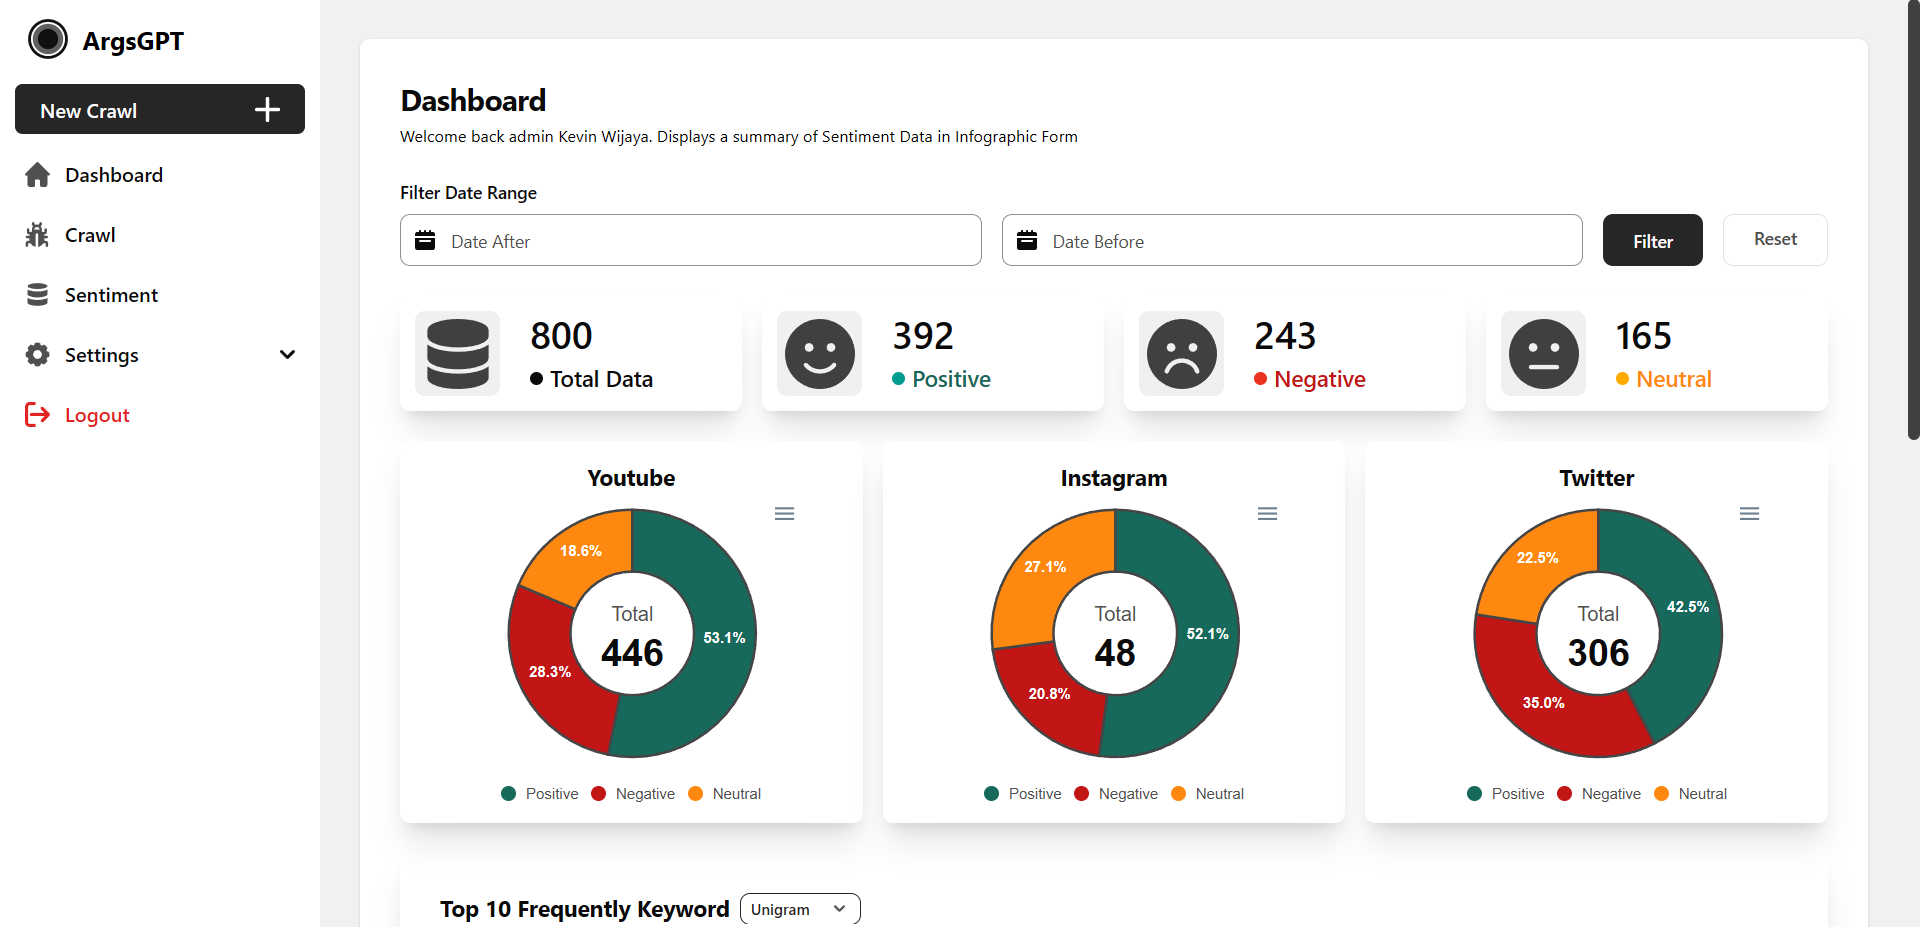 ArgsGPT
New Crawl
Dashboard
Crawl
Sentiment
Settings
Logout
Dashboard
Welcome back admin Kevin Wijaya. Displays a summary of Sentiment Data in Infographic Form
Filter Date Range
Date After
Date Before
Filter
Reset
800
Total Data
392
Positive
243
Negative
165
Neutral
Youtube
18.6%
53.1%
28.3%
Total
446
Positive Negative Neutral
Instagram
27.1%
52.1%
20.8%
Total
48
Positive Negative Neutral
Twitter
22.5%
42.5%
35.0%
Total
306
Positive Negative Neutral
Top 10 Frequently Keyword
Unigram